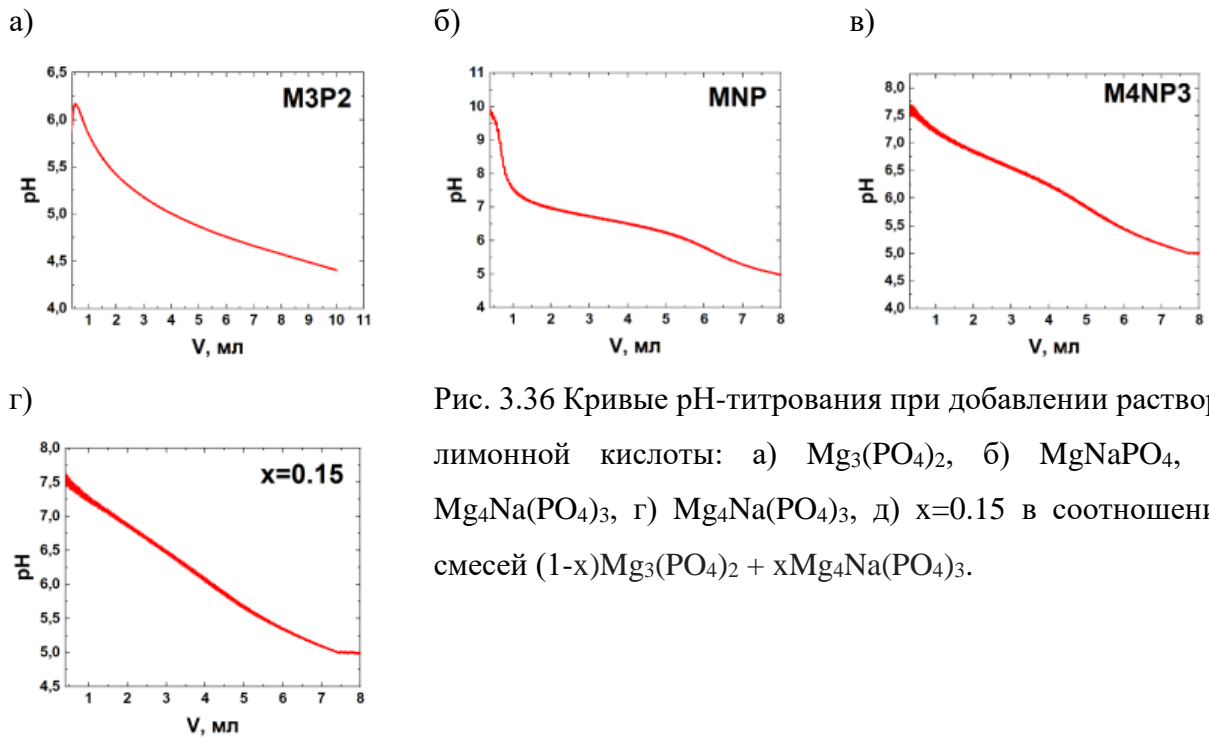 а)
б)
в)
6,5
6,0
5,5
5,0
4,5
4,0
pH
M3P2
1 2 3 4 5 6 7 8 9 10 11
V, мл
11
10
9
8
7
6
5
4
pH
MNP
1 2 3 4 5 6 7 8
V, мл
8,0
7,5
7,0
6,5
6,0
5,5
5,0
4,5
4,0
pH
M4NP3
1 2 3 4 5 6 7 8
V, мл
г)
8,0
7,5
7,0
6,5
6,0
5,5
5,0
4,5
pH
x=0.15
1 2 3 4 5 6 7 8
V, мл
Рис. 3.36 Кривые pH-титрования при добавлении раствор
лимонной кислоты: а) Mg₃(PO₄)₂, б) MgNaPO₄,
Mg₄Na(PO₄)₃, г) Mg₄Na(PO₄)₃, д) x=0.15 в соотношени
смесей (1-x)Mg₃(PO₄)₂ + xMg₄Na(PO₄)₃.